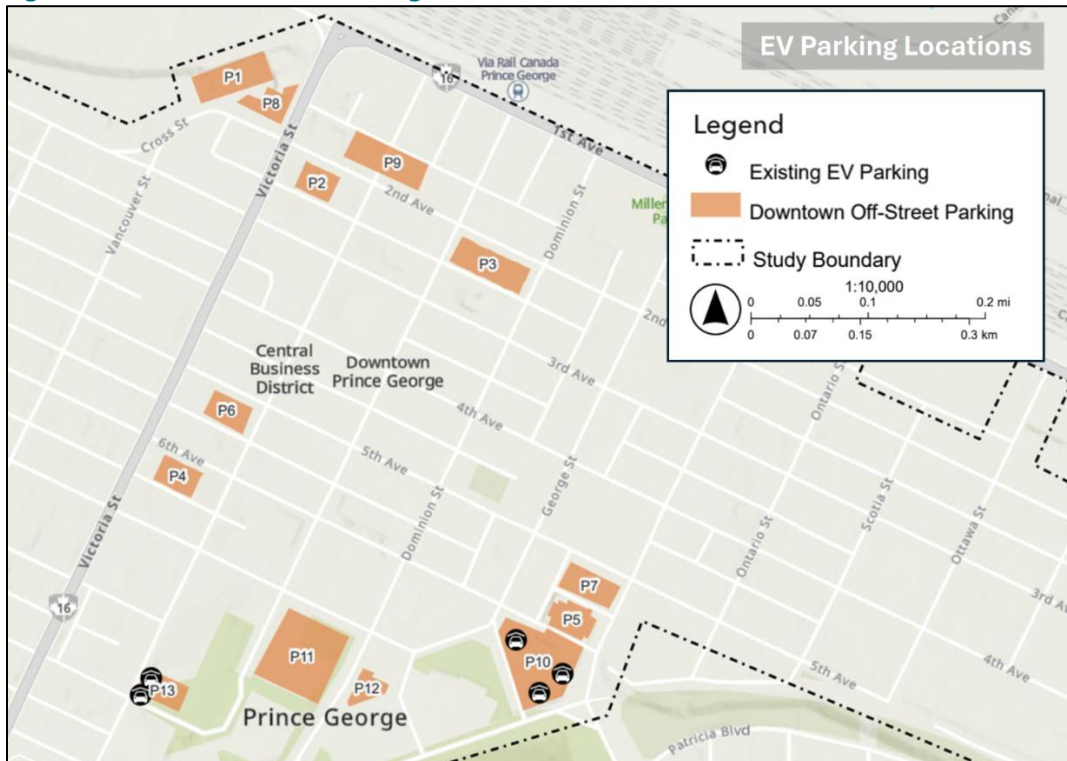 EV Parking Locations
Legend
Existing EV Parking
Downtown Off-Street Parking
Study Boundary
1:10,000
0 0.05 0.1 0.2 mi
0 0.07 0.15 0.3 km
Via Rail Canada
Prince George
16
1st Ave
P1
P8
Cross St
Victoria St
Vancouver St
P9
P2
2nd Ave
Dominion St
P3
2nd
3rd Ave
Central
Business
District
Downtown
Prince George
Ontario St
P6
4th Ave
6th Ave
5th Ave
P4
George St
Scotia St
Ottawa St
Victoria St
Dominion St
Ontario St
P7
3rd Av
16
P5
P11
P10
5th Ave
4th Ave
P13
P12
Prince George
Patricia Blvd